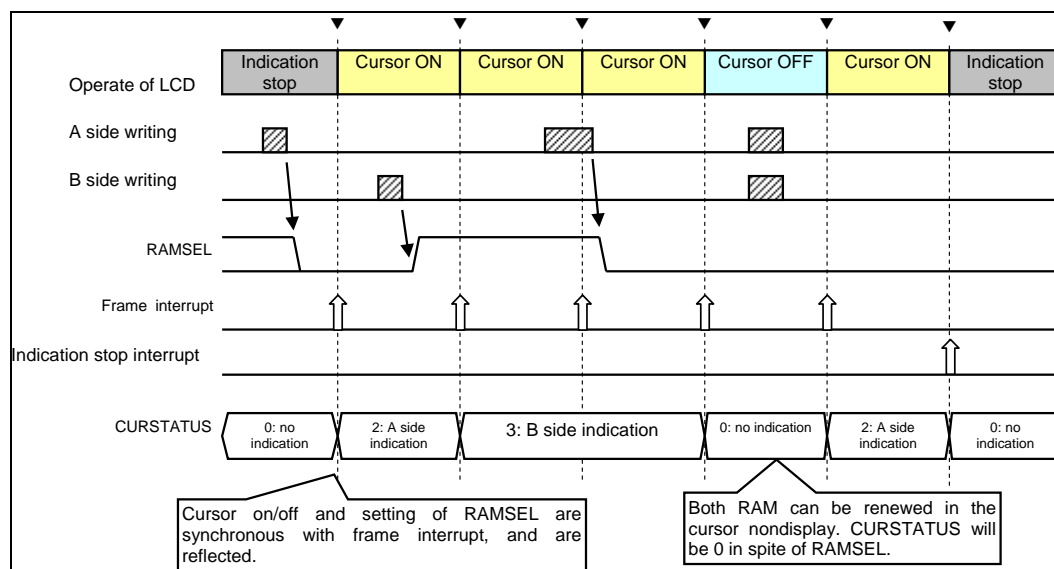 Operate of LCD
Indication
stop
Cursor ON
Cursor ON
Cursor ON
Cursor OFF
Cursor ON
Indication
stop
A side writing
B side writing
RAMSEL
Frame interrupt
Indication stop interrupt
CURSTATUS
0: no
indication
2: A side
indication
3: B side indication
0: no indication
2: A side
indication
0: no
indication
Cursor on/off and setting of RAMSEL are
synchronous with frame interrupt, and are
reflected.
Both RAM can be renewed in the
cursor nondisplay. CURSTATUS will
be 0 in spite of RAMSEL.